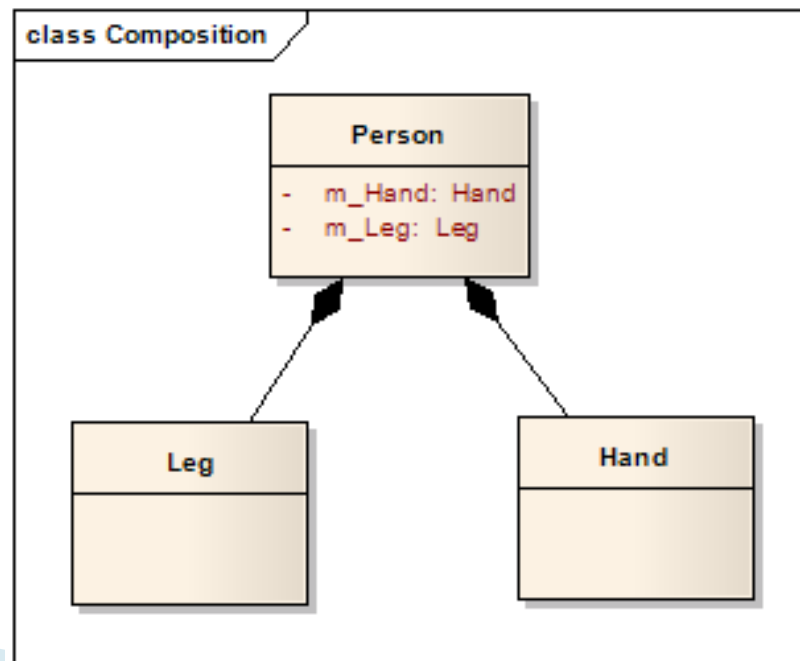 class Composition
Person
- m_Hand: Hand
- m_Leg: Leg
Leg
Hand